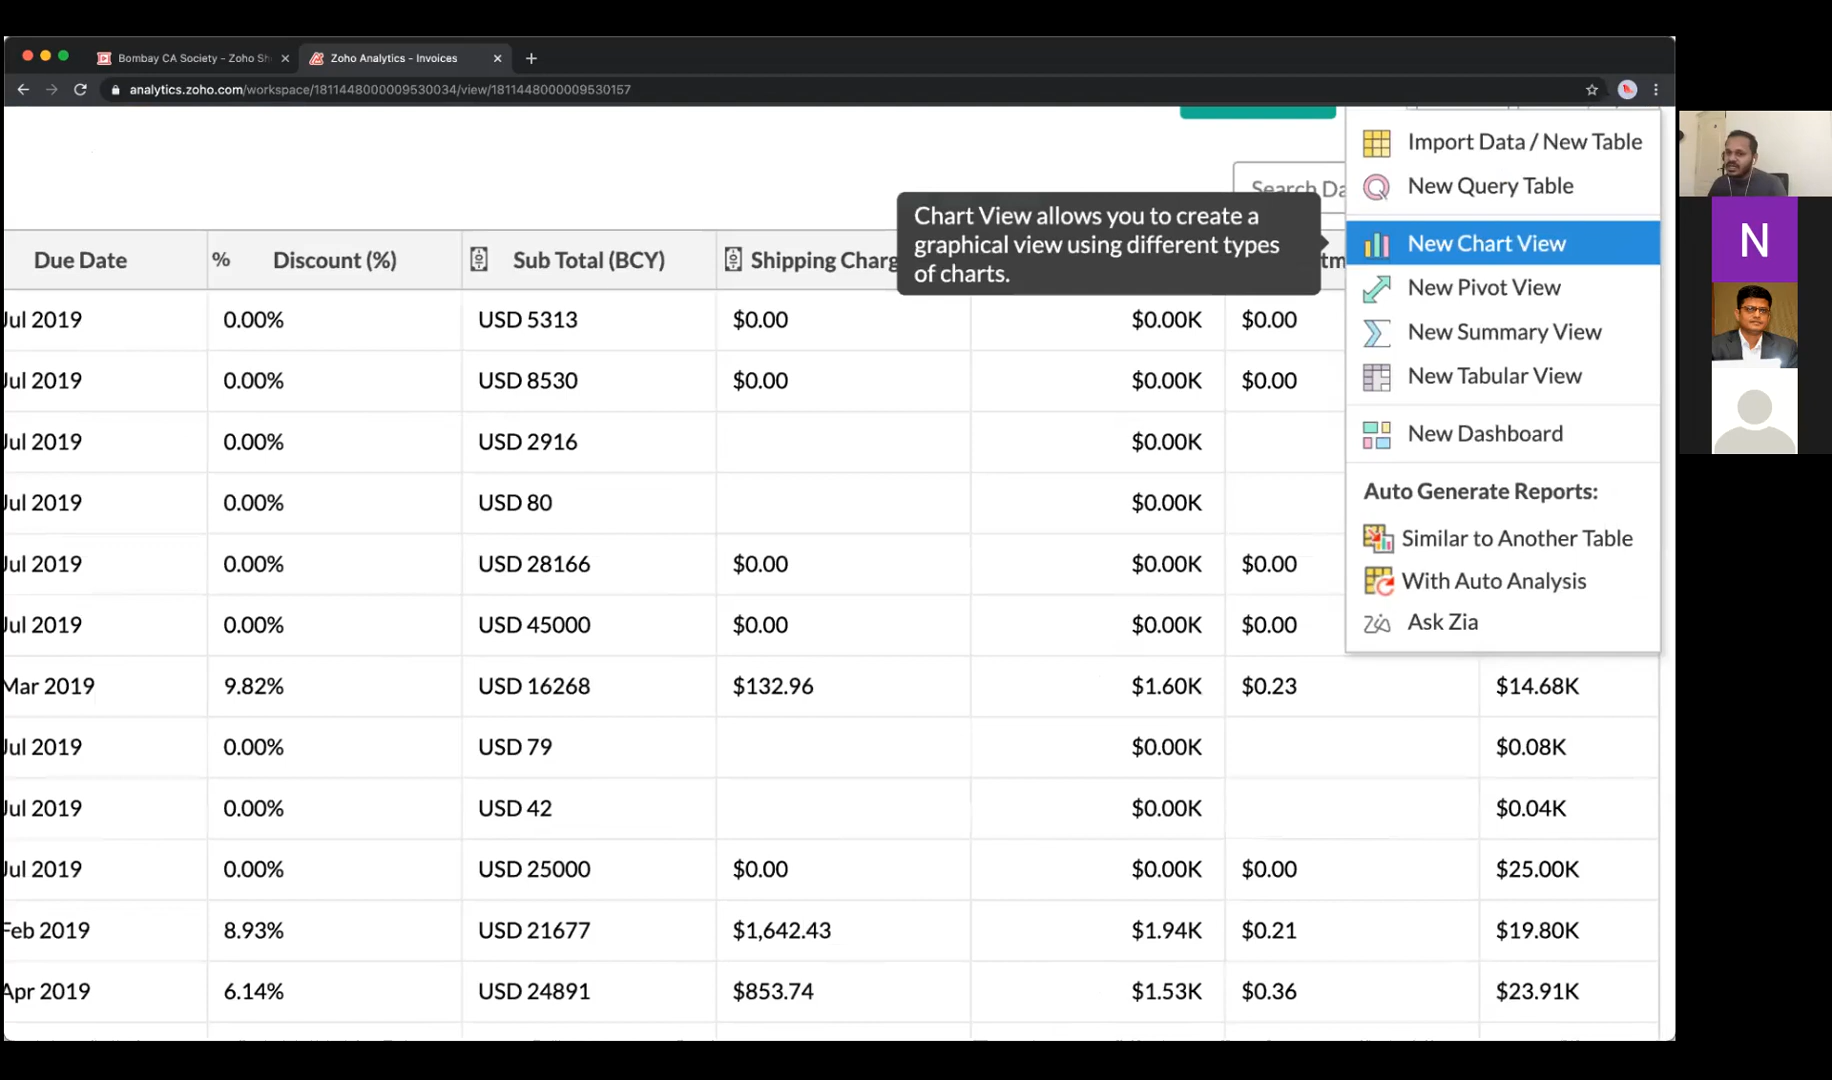 Bombay CA Society - Zoho Sh
Zoho Analytics - Invoices
analytics.zoho.com/workspace/1811448000009530034/view/1811448000009530157
Import Data / New Table
Search Da
New Query Table
Chart View allows you to create a
graphical view using different types
of charts.
New Chart View
New Pivot View
New Summary View
New Tabular View
New Dashboard
Auto Generate Reports:
Similar to Another Table
With Auto Analysis
Zia Ask Zia
N
Due Date % Discount (%) Sub Total (BCY) Shipping Charg tm
Jul 2019 0.00% USD 5313 $0.00 $0.00K $0.00
Jul 2019 0.00% USD 8530 $0.00 $0.00K $0.00
Jul 2019 0.00% USD 2916 $0.00K
Jul 2019 0.00% USD 80 $0.00K
Jul 2019 0.00% USD 28166 $0.00 $0.00K $0.00
Jul 2019 0.00% USD 45000 $0.00 $0.00K $0.00
Mar 2019 9.82% USD 16268 $132.96 $1.60K $0.23 $14.68K
Jul 2019 0.00% USD 79 $0.00K $0.08K
Jul 2019 0.00% USD 42 $0.00K $0.04K
Jul 2019 0.00% USD 25000 $0.00 $0.00K $0.00 $25.00K
Feb 2019 8.93% USD 21677 $1,642.43 $1.94K $0.21 $19.80K
Apr 2019 6.14% USD 24891 $853.74 $1.53K $0.36 $23.91K